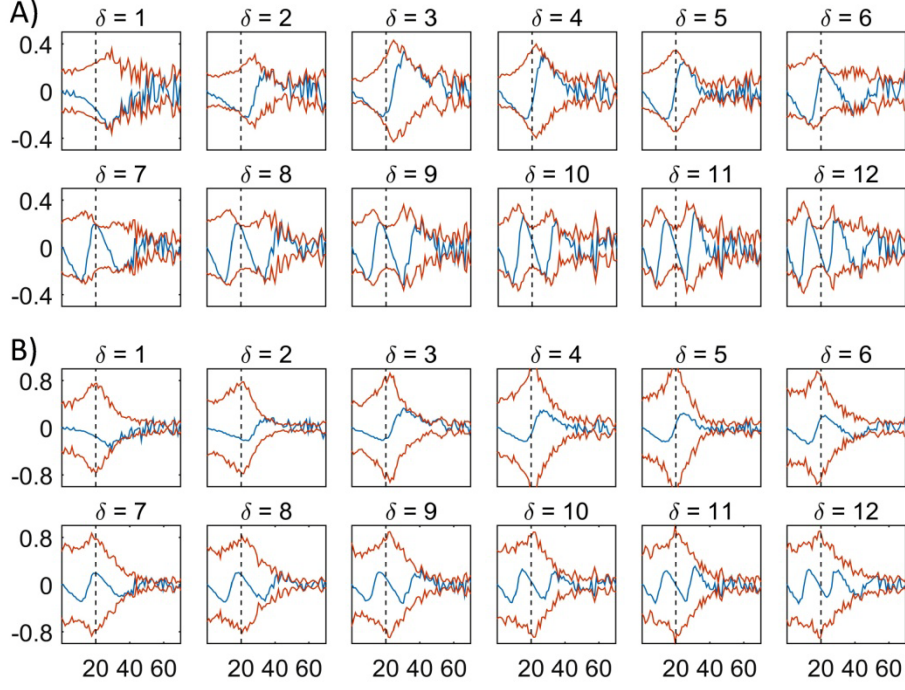 A)
δ = 1 δ = 2 δ = 3 δ = 4 δ = 5 δ = 6
0.4
0
-0.4
δ = 7 δ = 8 δ = 9 δ = 10 δ = 11 δ = 12
0.4
0
-0.4
B)
δ = 1 δ = 2 δ = 3 δ = 4 δ = 5 δ = 6
0.8
0
-0.8
δ = 7 δ = 8 δ = 9 δ = 10 δ = 11 δ = 12
0.8
0
-0.8
20 40 60 20 40 60 20 40 60 20 40 60 20 40 60 20 40 60